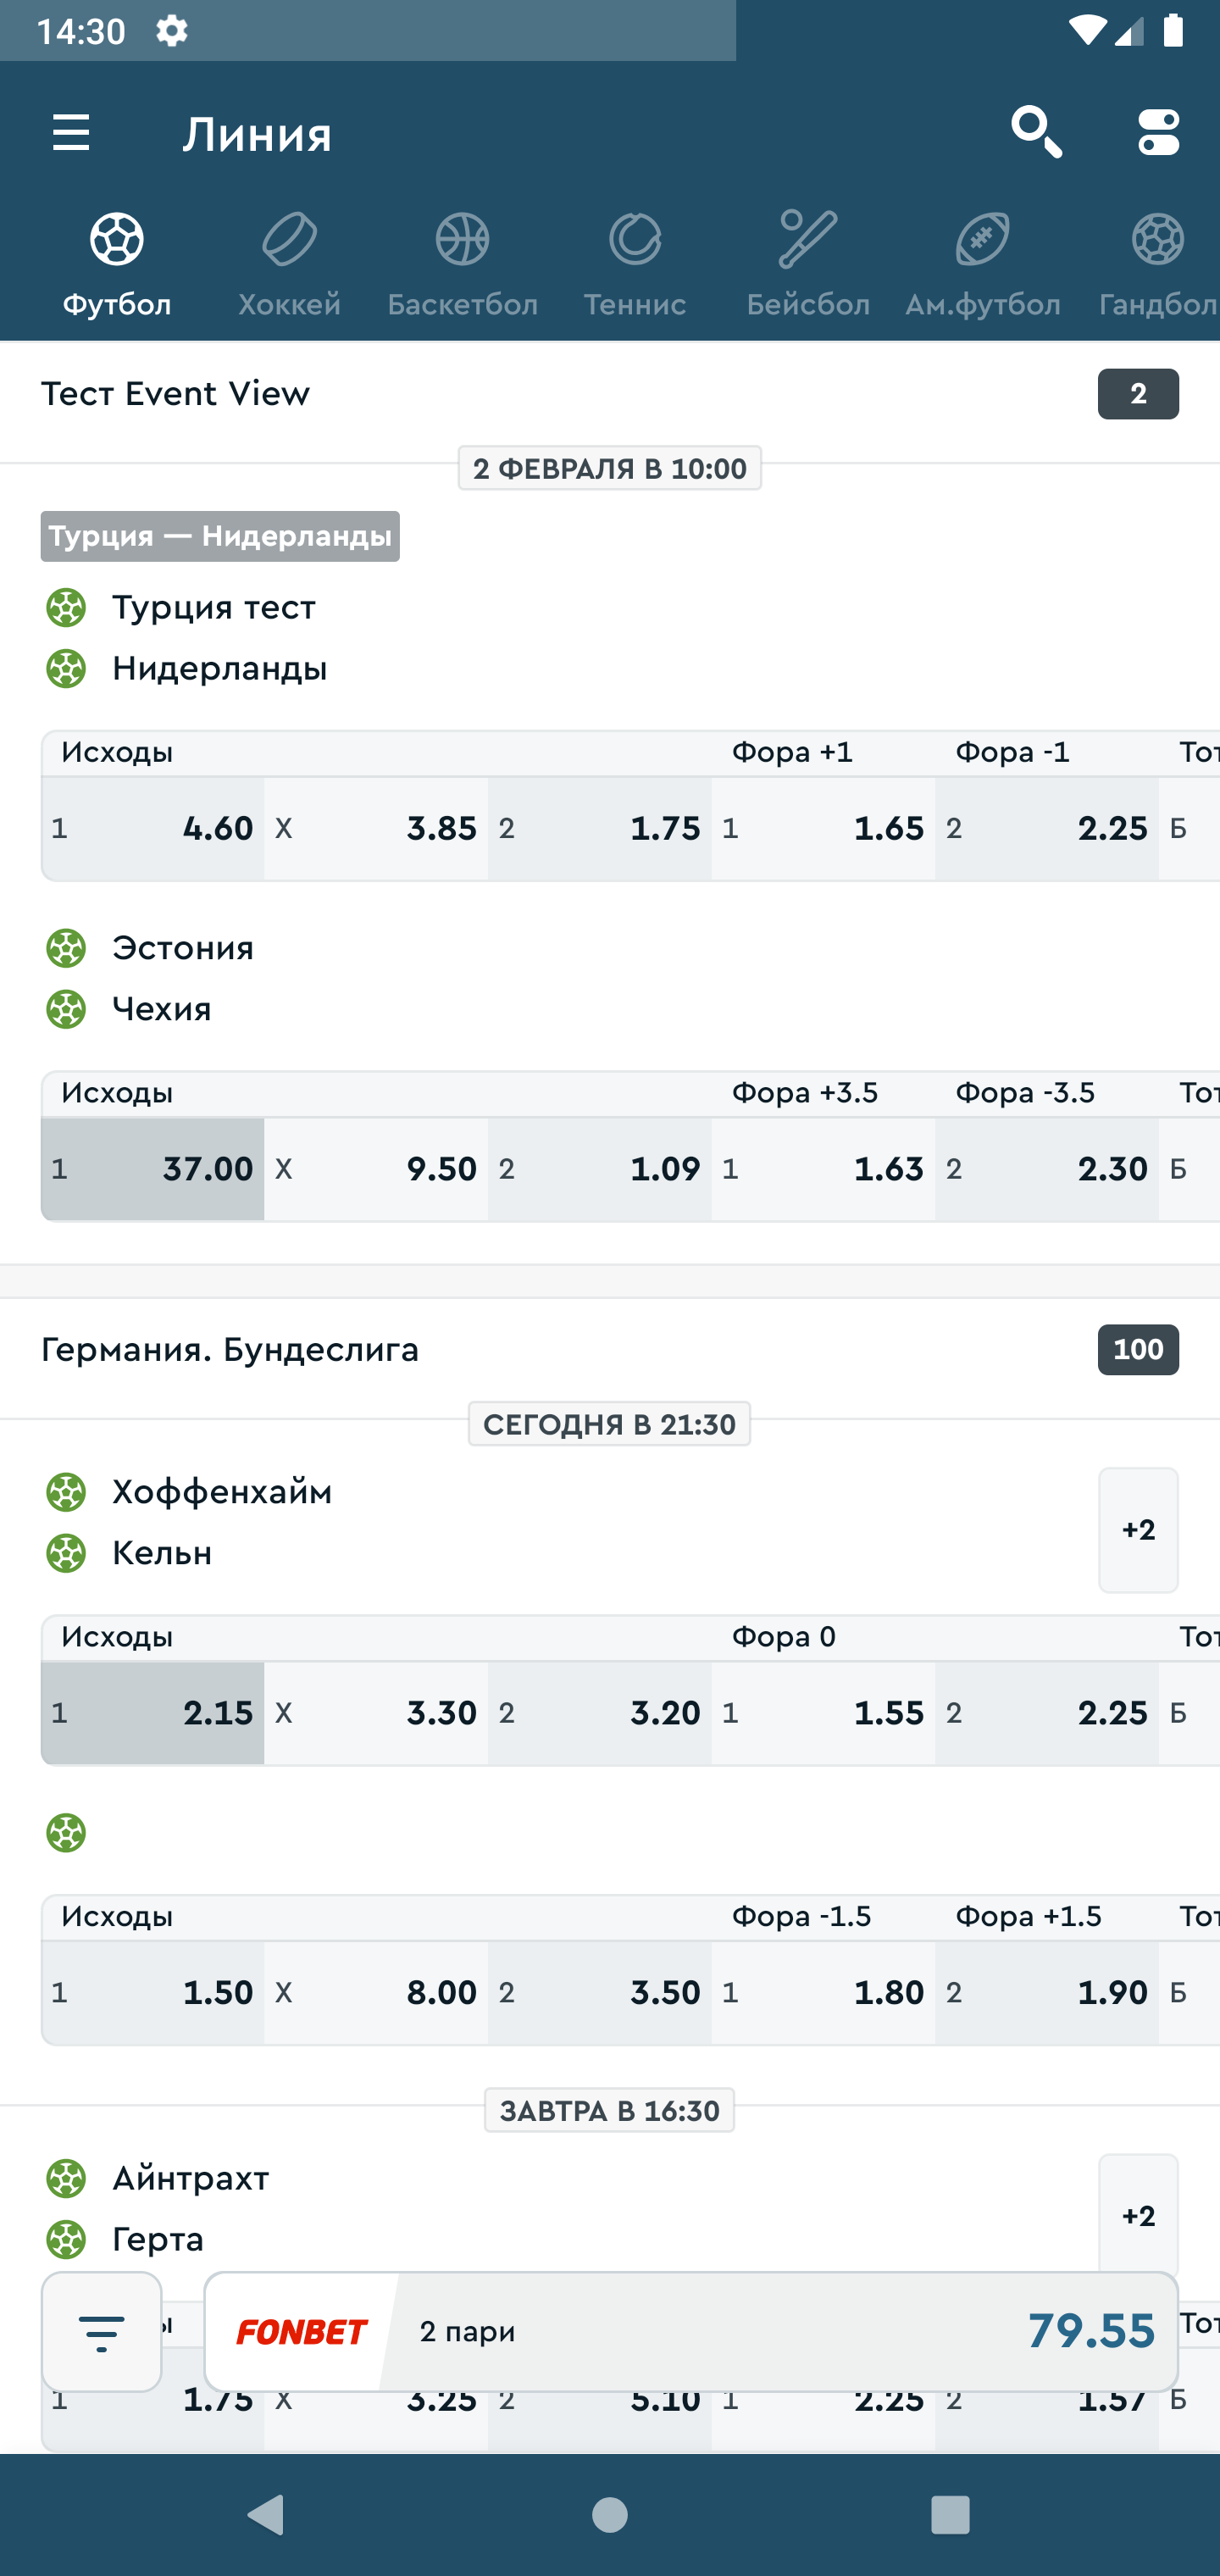 14:30
Линия
Футбол Хоккей Баскетбол Теннис Бейсбол Ам.футбол Гандбол
Тест Event View 2
2 ФЕВРАЛЯ В 10:00
Турция — Нидерланды
Турция тест
Нидерланды
Исходы Фора +1 Фора -1 Тот
1 4.60 X 3.85 2 1.75 1 1.65 2 2.25 Б
Эстония
Чехия
Исходы Фора +3.5 Фора -3.5 Тот
1 37.00 X 9.50 2 1.09 1 1.63 2 2.30 Б
Германия. Бундеслига 100
СЕГОДНЯ В 21:30
Хоффенхайм
Кельн
+2
Исходы Фора 0 Тот
1 2.15 X 3.30 2 3.20 1 1.55 2 2.25 Б
Исходы Фора -1.5 Фора +1.5 Тот
1 1.50 X 8.00 2 3.50 1 1.80 2 1.90 Б
ЗАВТРА В 16:30
Айнтрахт
Герта
+2
ы FONBET 2 пари 79.55 Тот
1 1.75 X 3.25 2 5.10 1 2.25 2 1.57 Б